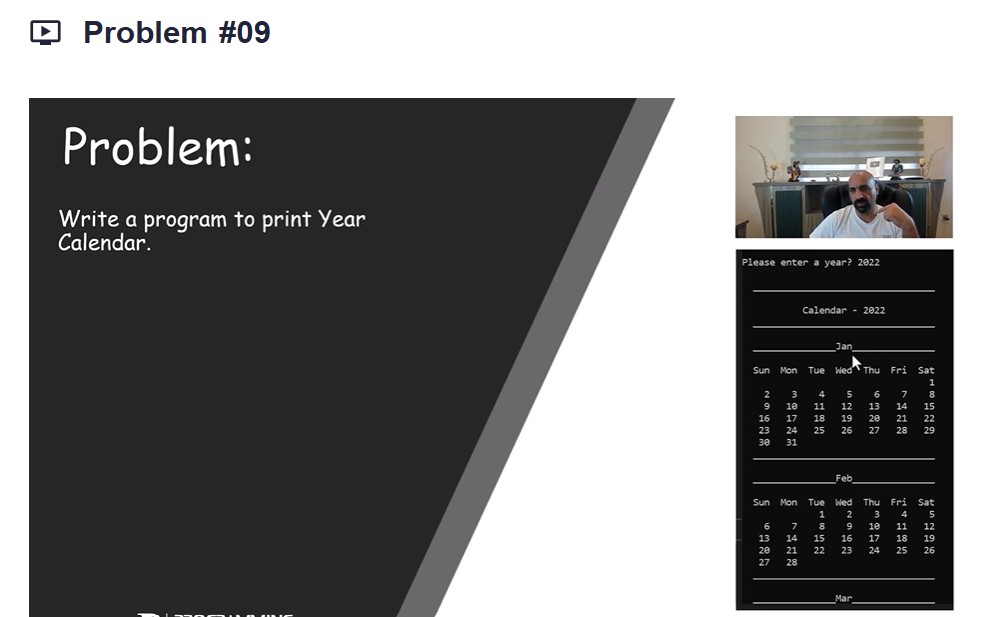 Problem #09
Problem:
Write a program to print Year
Calendar.
Please enter a year? 2022
Calendar - 2022
Jan
Sun Mon Tue Wed Thu Fri Sat
1
2 3 4 5 6 7 8
9 10 11 12 13 14 15
16 17 18 19 20 21 22
23 24 25 26 27 28 29
30 31
Feb
Sun Mon Tue Wed Thu Fri Sat
1 2 3 4 5
6 7 8 9 10 11 12
13 14 15 16 17 18 19
20 21 22 23 24 25 26
27 28
Mar